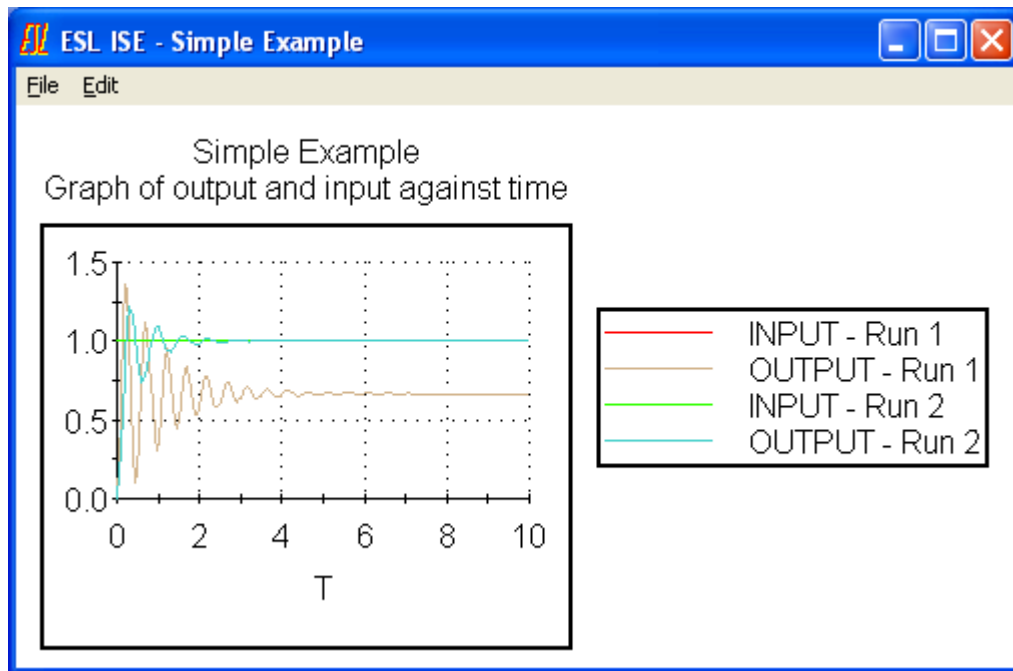 ESL ISE - Simple Example
File Edit
Simple Example
Graph of output and input against time
1.5
1.0
0.5
0.0
0 2 4 6 8 10
T
INPUT - Run 1
OUTPUT - Run 1
INPUT - Run 2
OUTPUT - Run 2